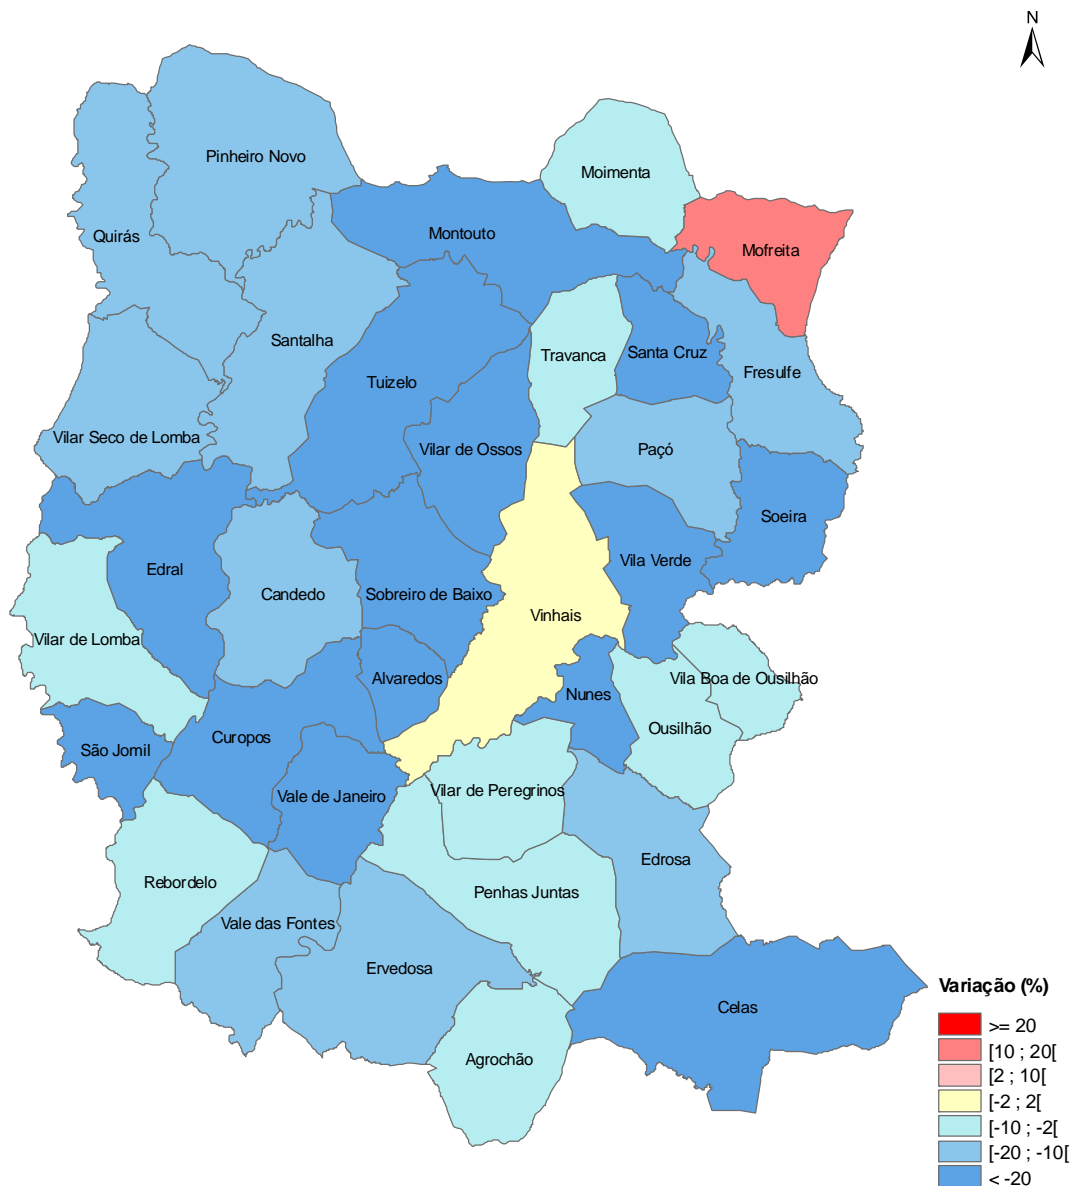 N
Pinheiro Novo
Moimenta
Quirás
Montouto
Mofreita
Santalha
Travanca
Santa Cruz
Fresulfe
Tuizelo
Vilar Seco de Lomba
Vilar de Ossos
Paçó
Soeira
Edral
Vila Verde
Candedo
Sobreiro de Baixo
Vinhais
Vilar de Lomba
Alvaredos
Vila Boa de Ousilhão
Nunes
Ousilhão
São Jomil
Curopos
Vale de Janeiro
Vilar de Peregrinos
Edrosa
Rebordelo
Penhas Juntas
Vale das Fontes
Ervedosa
Celas
Agrochão
Variação (%)
>= 20
[10 ; 20[
[2 ; 10[
[-2 ; 2[
[-10 ; -2[
[-20 ; -10[
< -20